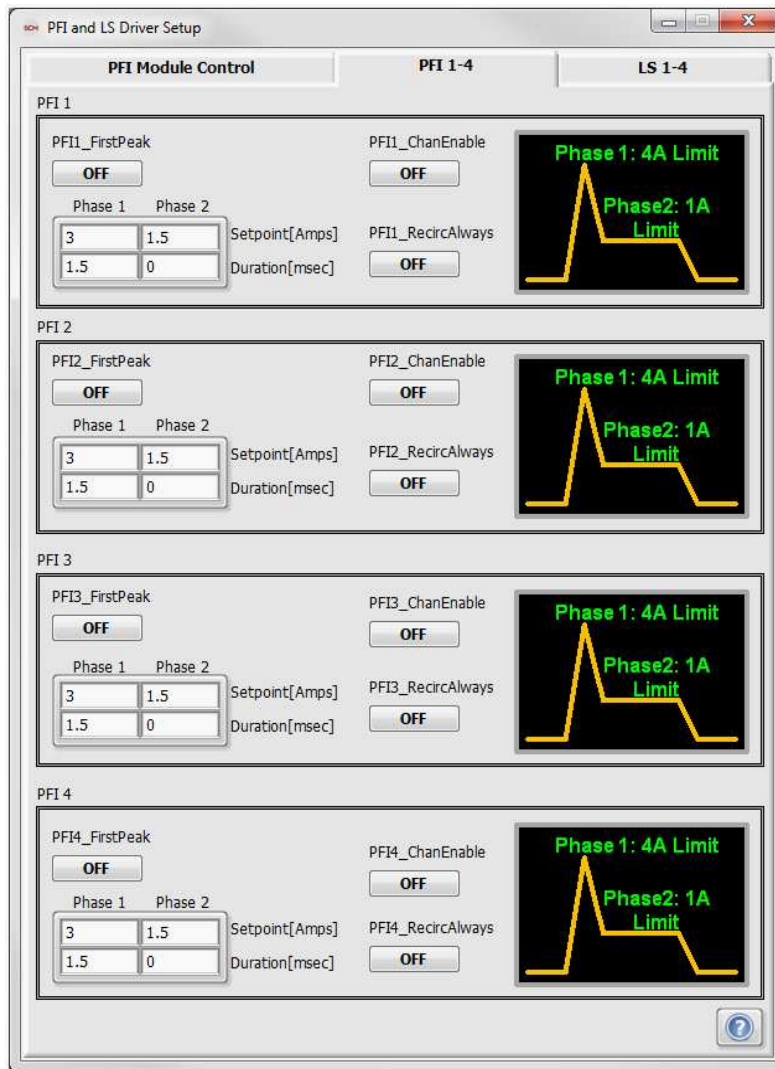 SCM PFI and LS Driver Setup
PFI Module Control PFI 1-4 LS 1-4
PFI 1
PFI1_FirstPeak PFI1_ChanEnable
OFF OFF
Phase 1 Phase 2
3 1.5 Setpoint[Amps] PFI1_RecircAlways
1.5 0 Duration[msec] OFF
Phase 1: 4A Limit
Phase2: 1A
Limit
PFI 2
PFI2_FirstPeak PFI2_ChanEnable
OFF OFF
Phase 1 Phase 2
3 1.5 Setpoint[Amps] PFI2_RecircAlways
1.5 0 Duration[msec] OFF
Phase 1: 4A Limit
Phase2: 1A
Limit
PFI 3
PFI3_FirstPeak PFI3_ChanEnable
OFF OFF
Phase 1 Phase 2
3 1.5 Setpoint[Amps] PFI3_RecircAlways
1.5 0 Duration[msec] OFF
Phase 1: 4A Limit
Phase2: 1A
Limit
PFI 4
PFI4_FirstPeak PFI4_ChanEnable
OFF OFF
Phase 1 Phase 2
3 1.5 Setpoint[Amps] PFI4_RecircAlways
1.5 0 Duration[msec] OFF
Phase 1: 4A Limit
Phase2: 1A
Limit
?